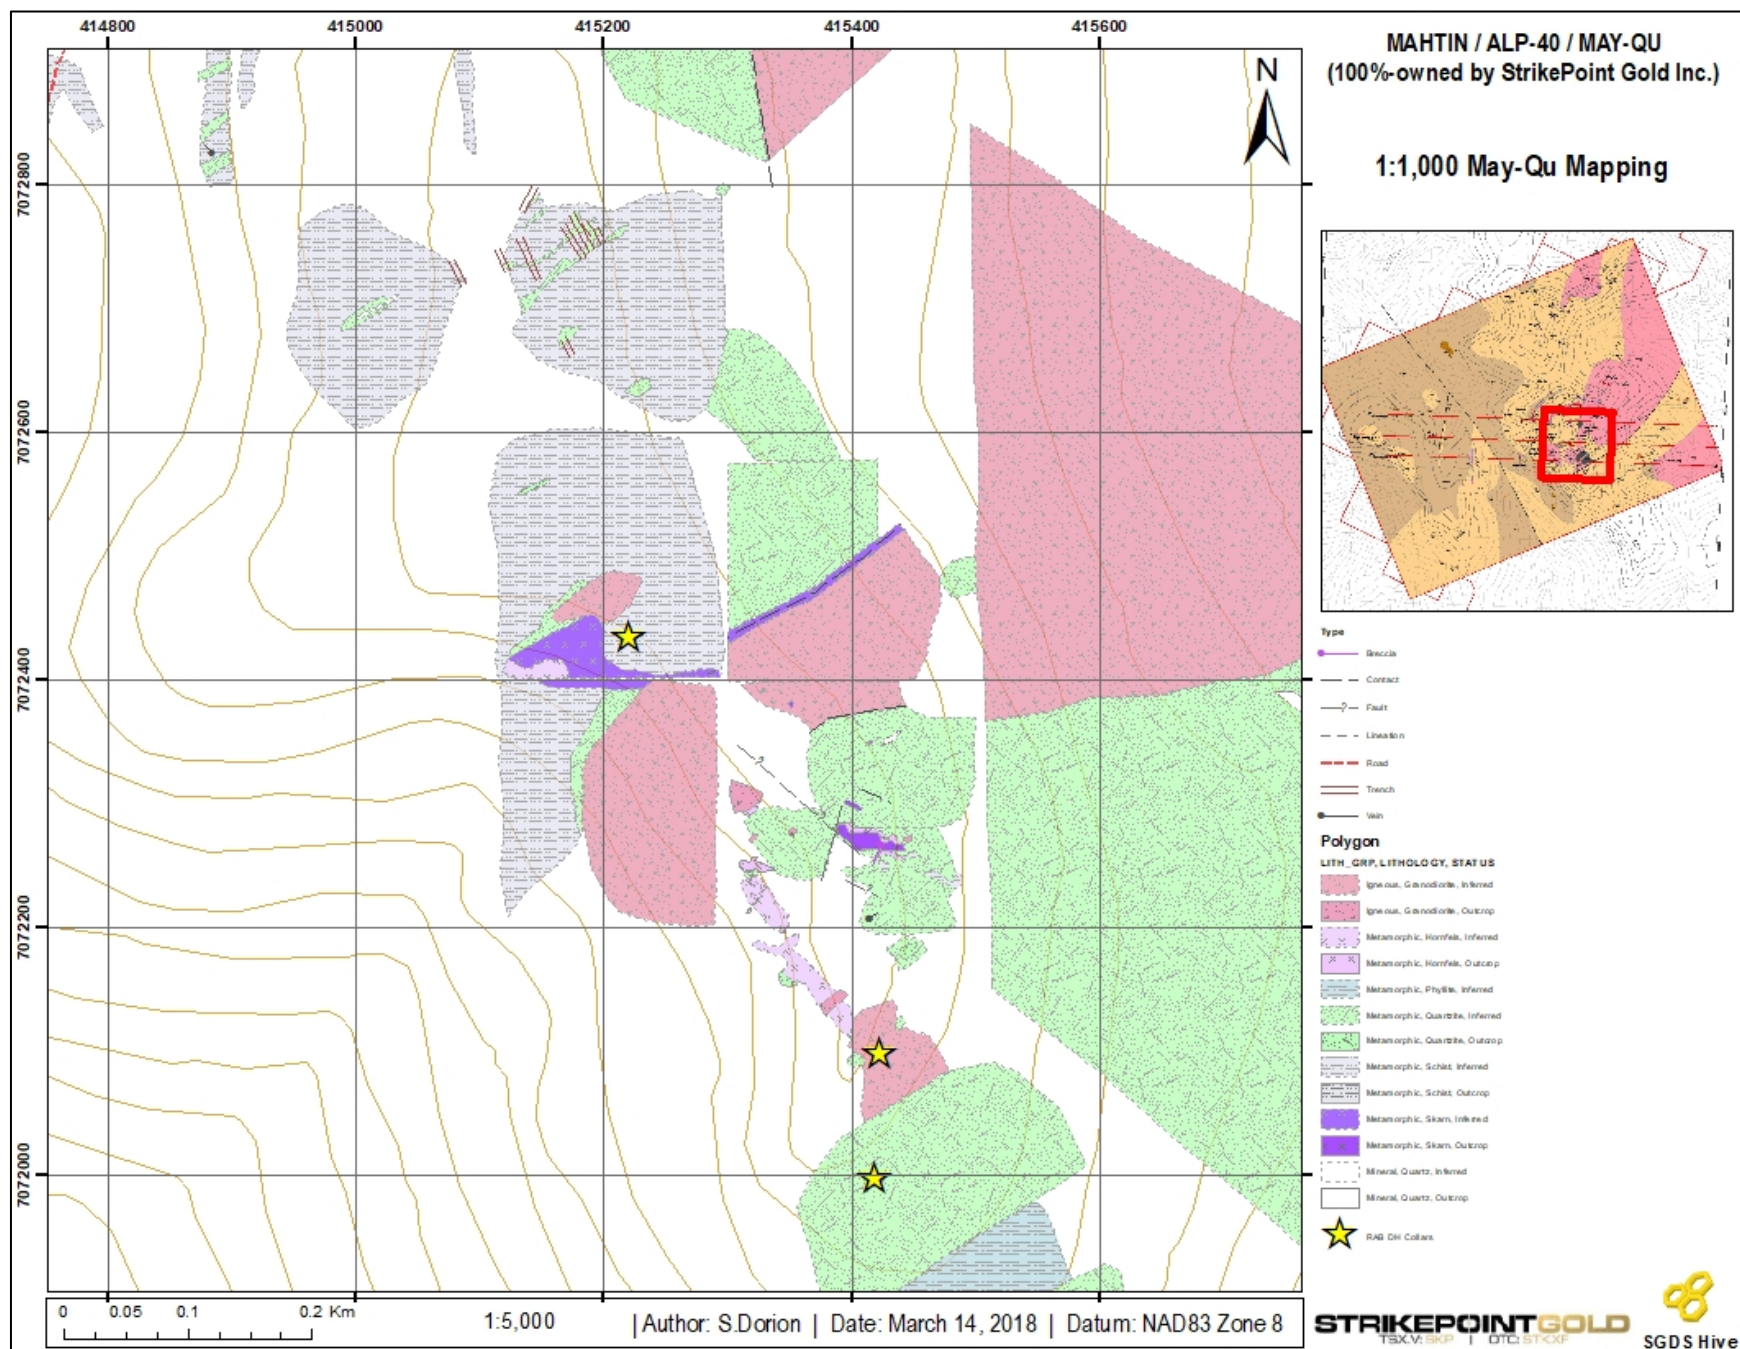 414800 415000 415200 415400 415600
7072800
7072600
7072400
7072200
7072000
N
?
?
MAHTIN / ALP-40 / MAY-QU
(100%-owned by StrikePoint Gold Inc.)
1:1,000 May-Qu Mapping
Type
Breccia
Contact
?
Fault
Lineation
Road
Trench
Vein
Polygon
LITH_GRP, LITHOLOGY, STATUS
Igneous, Granodiorite, Inferred
Igneous, Granodiorite, Outcrop
Metamorphic, Hornfels, Inferred
Metamorphic, Hornfels, Outcrop
Metamorphic, Phyllite, Inferred
Metamorphic, Quartzite, Inferred
Metamorphic, Quartzite, Outcrop
Metamorphic, Schist, Inferred
Metamorphic, Schist, Outcrop
Metamorphic, Skarn, Inferred
Metamorphic, Skarn, Outcrop
Mineral, Quartz, Inferred
Mineral, Quartz, Outcrop
RAB DH Collars
0 0.05 0.1 0.2 Km
1:5,000 | Author: S.Dorion | Date: March 14, 2018 | Datum: NAD83 Zone 8
STRIKEPOINTGOLD
TSX.V: SKP | OTC: STKXF
SGDS Hive